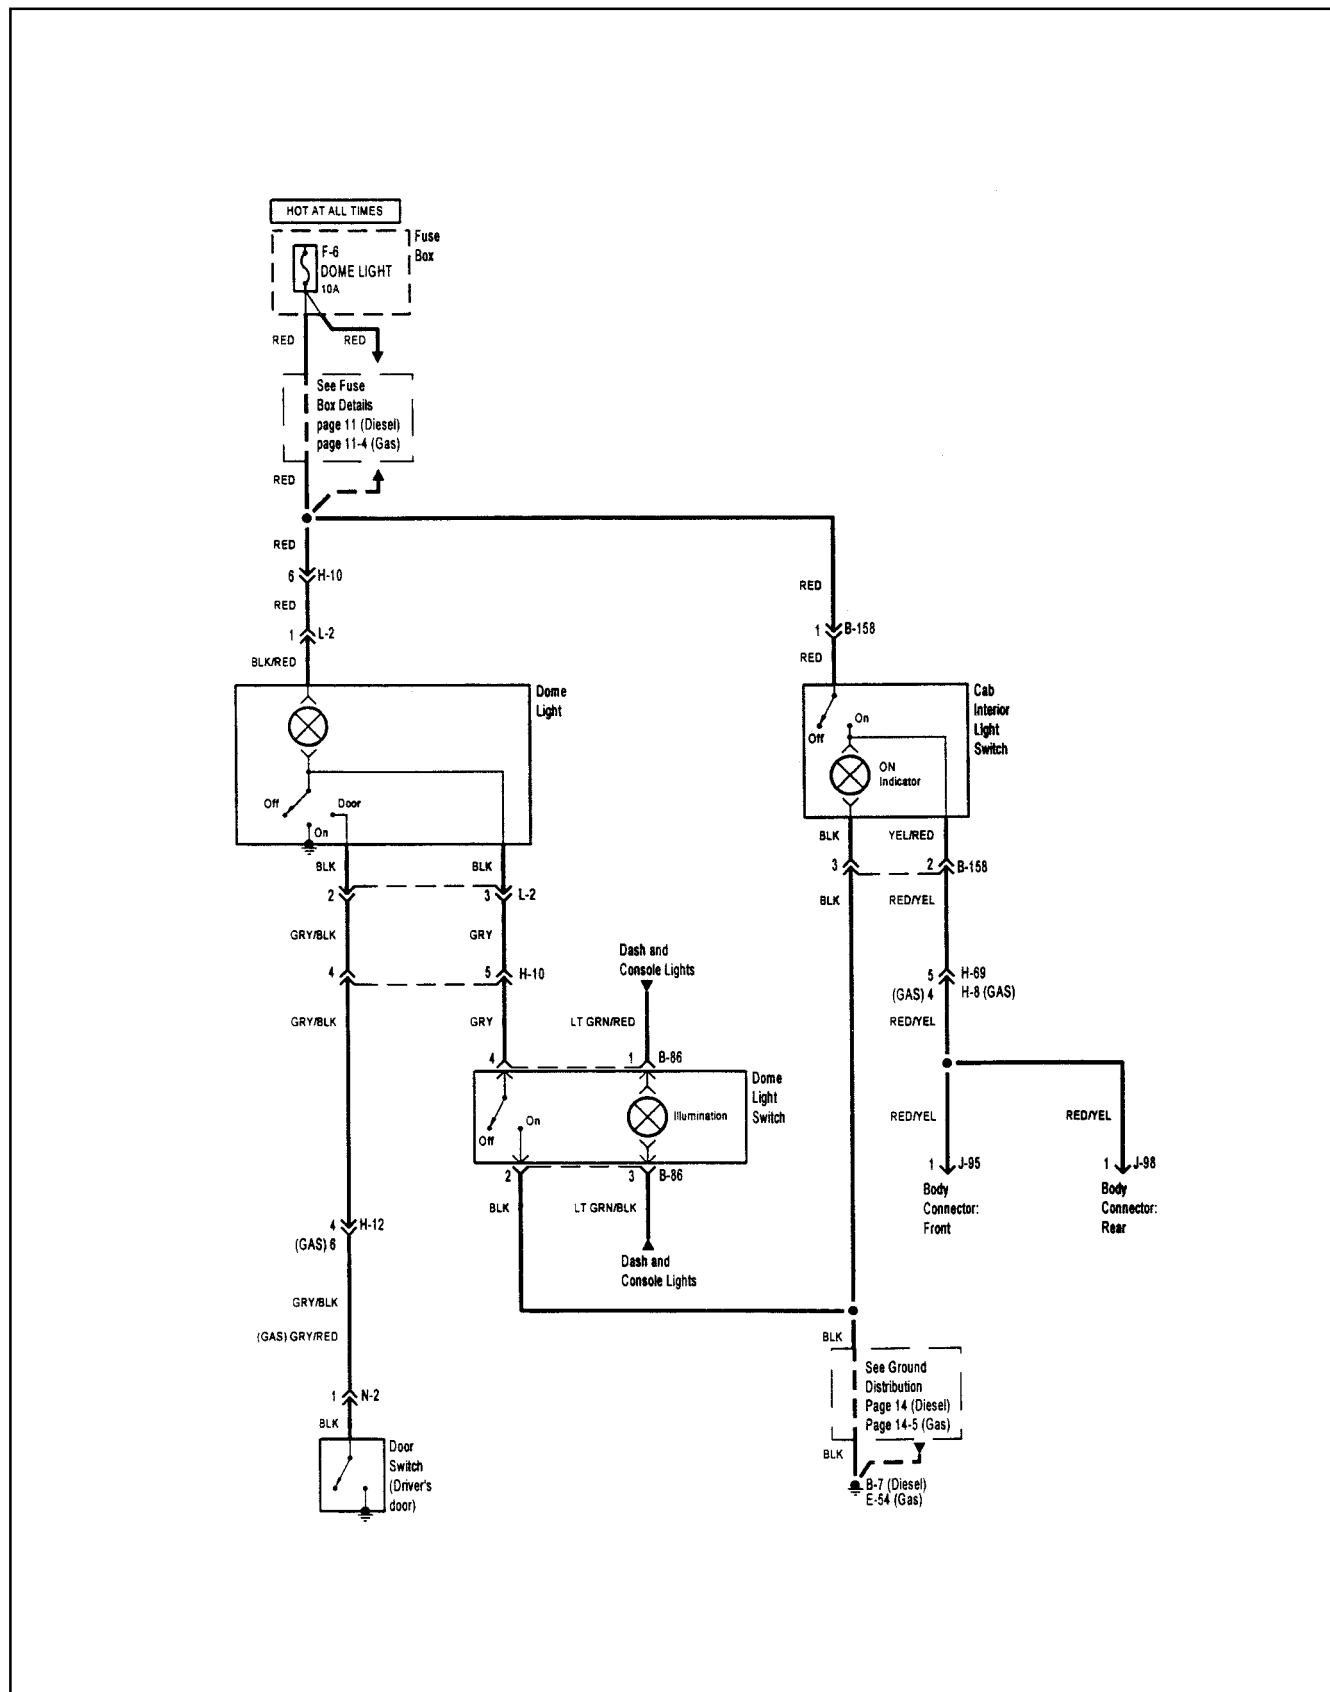 HOT AT ALL TIMES
Fuse
Box
F-6
DOME LIGHT
10A
RED
RED
See Fuse
Box Details
page 11 (Diesel)
page 11-4 (Gas)
RED
RED
6 H-10
RED
1 L-2
BLK/RED
RED
1 B-158
RED
Dome
Light
Off
Door
On
Cab
Interior
Light
Switch
On
Off
ON
Indicator
BLK
BLK
2
3 L-2
GRY/BLK
GRY
4
5 H-10
GRY/BLK
GRY
BLK
YEL/RED
3
2 B-158
BLK
RED/YEL
5 H-69
(GAS) 4 H-8 (GAS)
RED/YEL
Dash and
Console Lights
LT GRN/RED
4
1 B-86
Dome
Light
Switch
Illumination
On
Off
2
3 B-86
BLK
LT GRN/BLK
Dash and
Console Lights
RED/YEL
RED/YEL
1 J-95
Body
Connector:
Front
1 J-98
Body
Connector:
Rear
4 H-12
(GAS) 6
GRY/BLK
(GAS) GRY/RED
1 N-2
BLK
Door
Switch
(Driver's
door)
BLK
See Ground
Distribution
Page 14 (Diesel)
Page 14-5 (Gas)
BLK
B-7 (Diesel)
E-54 (Gas)